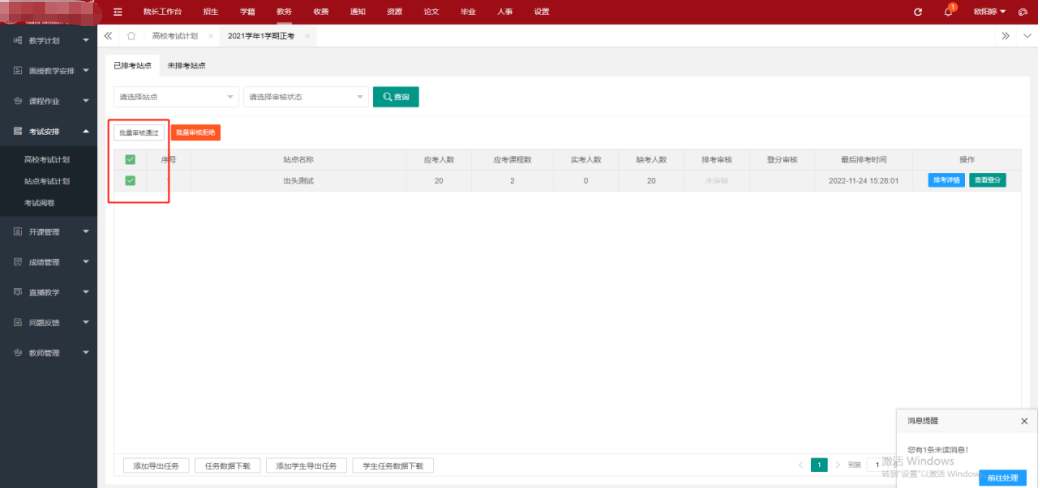 院长工作台 招生 学籍 教务 收费 通知 资源 论文 毕业 人事 设置
1
欧阳婷
教学计划
面授教学安排
课程作业
考试安排
高校考试计划
站点考试计划
考试阅卷
开课管理
成绩管理
直播教学
问题反馈
教师管理
高校考试计划 × 2021学年1学期正考 ×
已排考站点 未排考站点
请选择站点 请选择审核状态 查询
批量审核通过 批量审核拒绝
序号 站点名称 应考人数 应考课程数 实考人数 缺考人数 排考审核 登分审核 最后排考时间 操作
出头测试 20 2 0 20 未审核 2022-11-24 15:28:01 排考详情 查看登分
添加导出任务 任务数据下载 添加学生导出任务 学生任务数据下载
1 到第 1
消息提醒
您有1条未读消息!
激活 Windows
转到"设置"以激活 Windows
前往处理